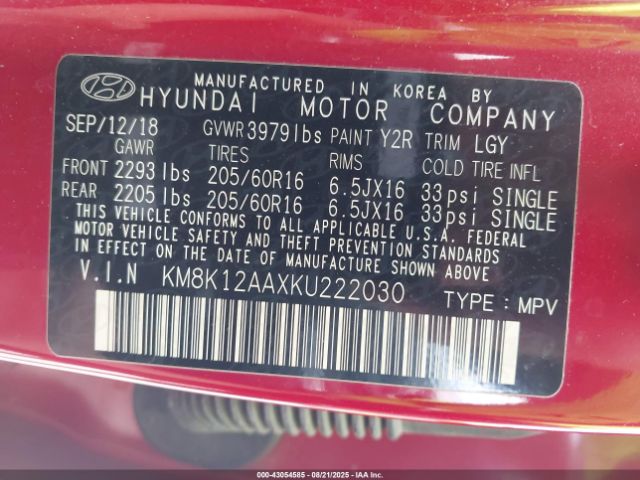 MANUFACTURED IN KOREA BY
HYUNDAI MOTOR COMPANY
SEP/12/18 GVWR 3979lbs PAINT Y2R TRIM LGY
GAWR TIRES RIMS COLD TIRE INFL
FRONT 2293 lbs 205/60R16 6.5JX16 33psi SINGLE
REAR 2205 lbs 205/60R16 6.5JX16 33psi SINGLE
THIS VEHICLE CONFORMS TO ALL APPLICABLE U.S.A. FEDERAL
MOTOR VEHICLE SAFETY AND THEFT PREVENTION STANDARDS
IN EFFECT ON THE DATE OF MANUFACTURE SHOWN ABOVE.
V.I.N KM8K12AAXKU222030 TYPE : MPV
000-43054585 - 08/21/2025 - COPYRIGHT © IAA